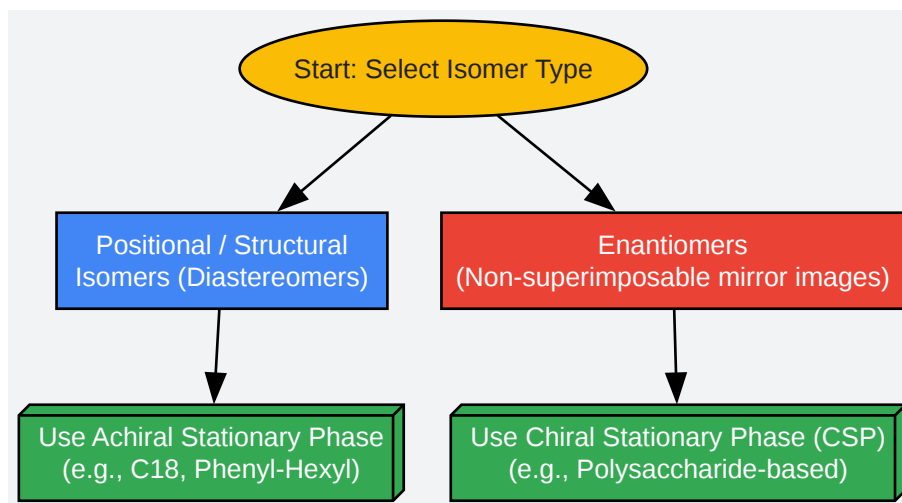 Start: Select Isomer Type
Positional / Structural
Isomers (Diastereomers)
Enantiomers
(Non-superimposable mirror images)
Use Achiral Stationary Phase
(e.g., C18, Phenyl-Hexyl)
Use Chiral Stationary Phase (CSP)
(e.g., Polysaccharide-based)